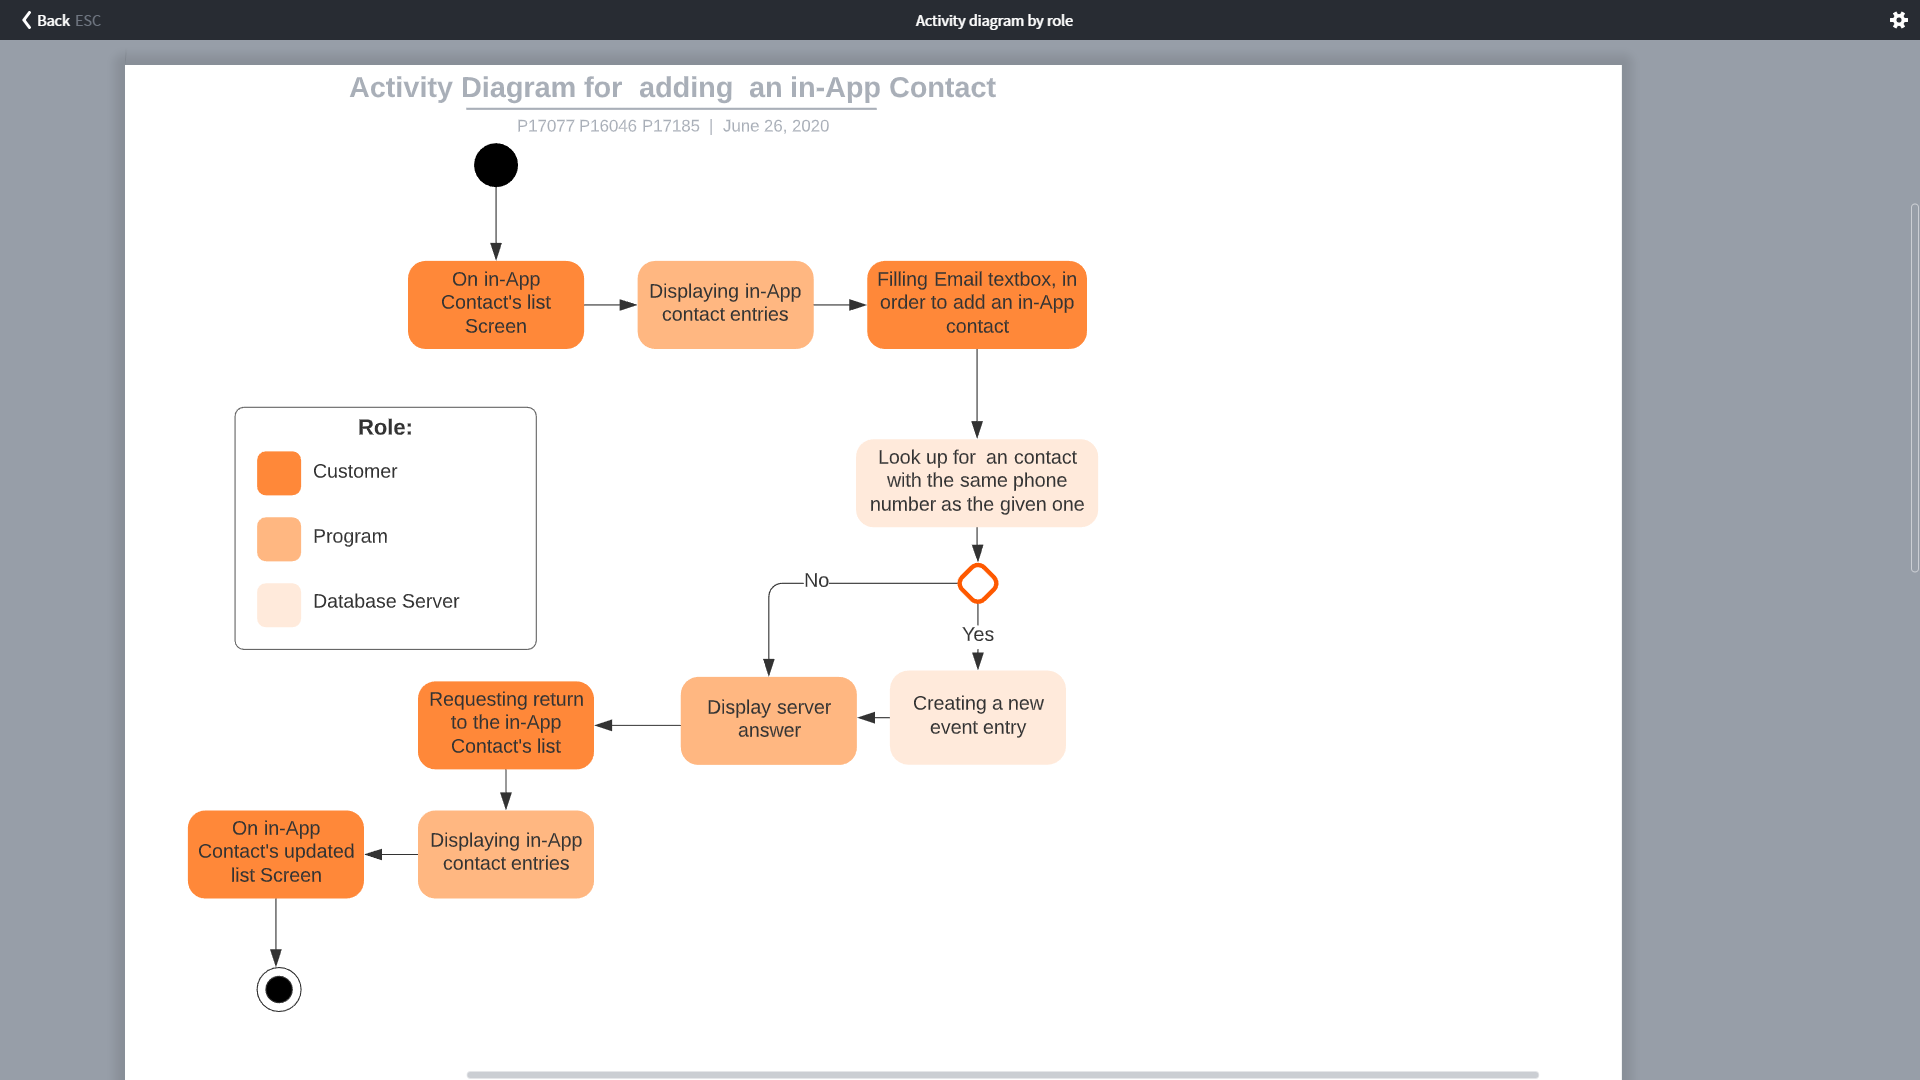 Back ESC
Activity diagram by role
Activity Diagram for  adding  an in-App Contact
P17077 P16046 P17185  |  June 26, 2020
On in-App
Contact's list
Screen
Displaying in-App
contact entries
Filling Email textbox, in
order to add an in-App
contact
Role:
Customer
Program
Database Server
Look up for  an contact
with the same phone
number as the given one
No
Yes
Creating a new
event entry
Display server
answer
Requesting return
to the in-App
Contact's list
Displaying in-App
contact entries
On in-App
Contact's updated
list Screen